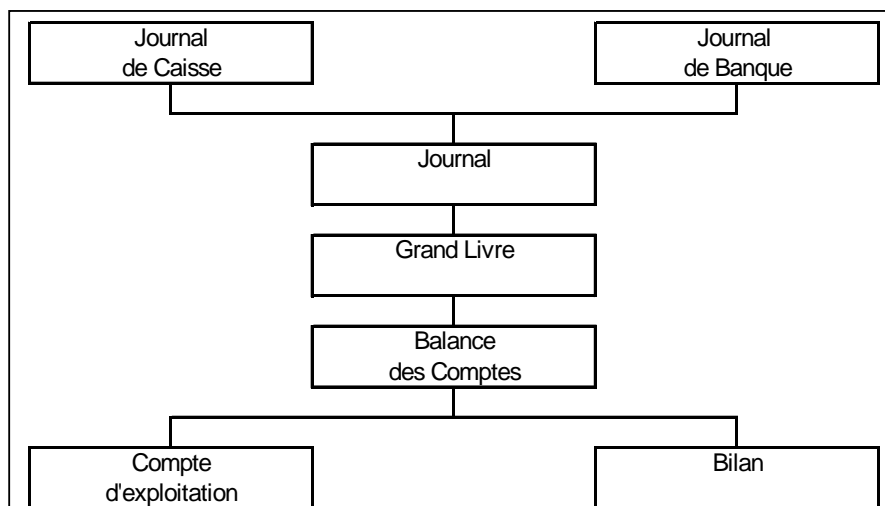 Journal
de Caisse
Journal
de Banque
Journal
Grand Livre
Balance
des Comptes
Compte
d'exploitation
Bilan